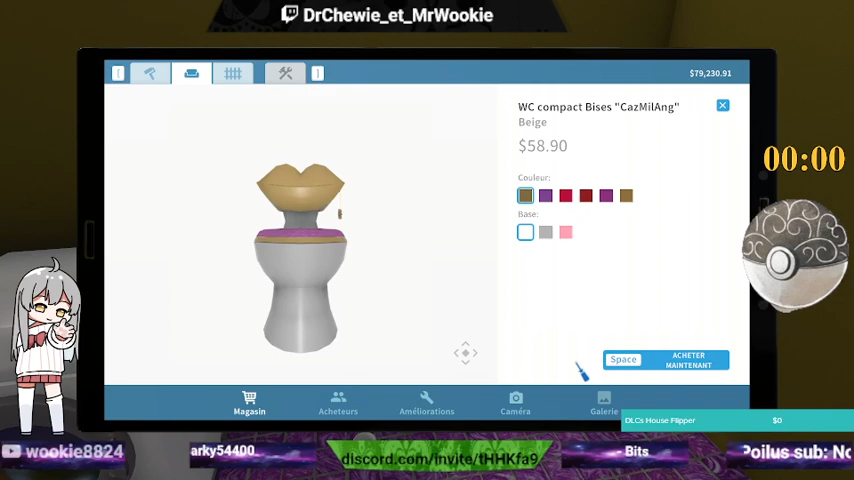 DrChewie_et_MrWookie
$79,230.91
WC compact Bises "CazMilAng"
Beige
$58.90
Couleur:
Base:
00:00
Space
ACHETER
MAINTENANT
Magasin
Acheteurs
Améliorations
Caméra
Galerie
DLCs House Flipper
$0
wookie8824
arky54400
discord.com/invite/tHHKfa9
- Bits
Poilus sub: No